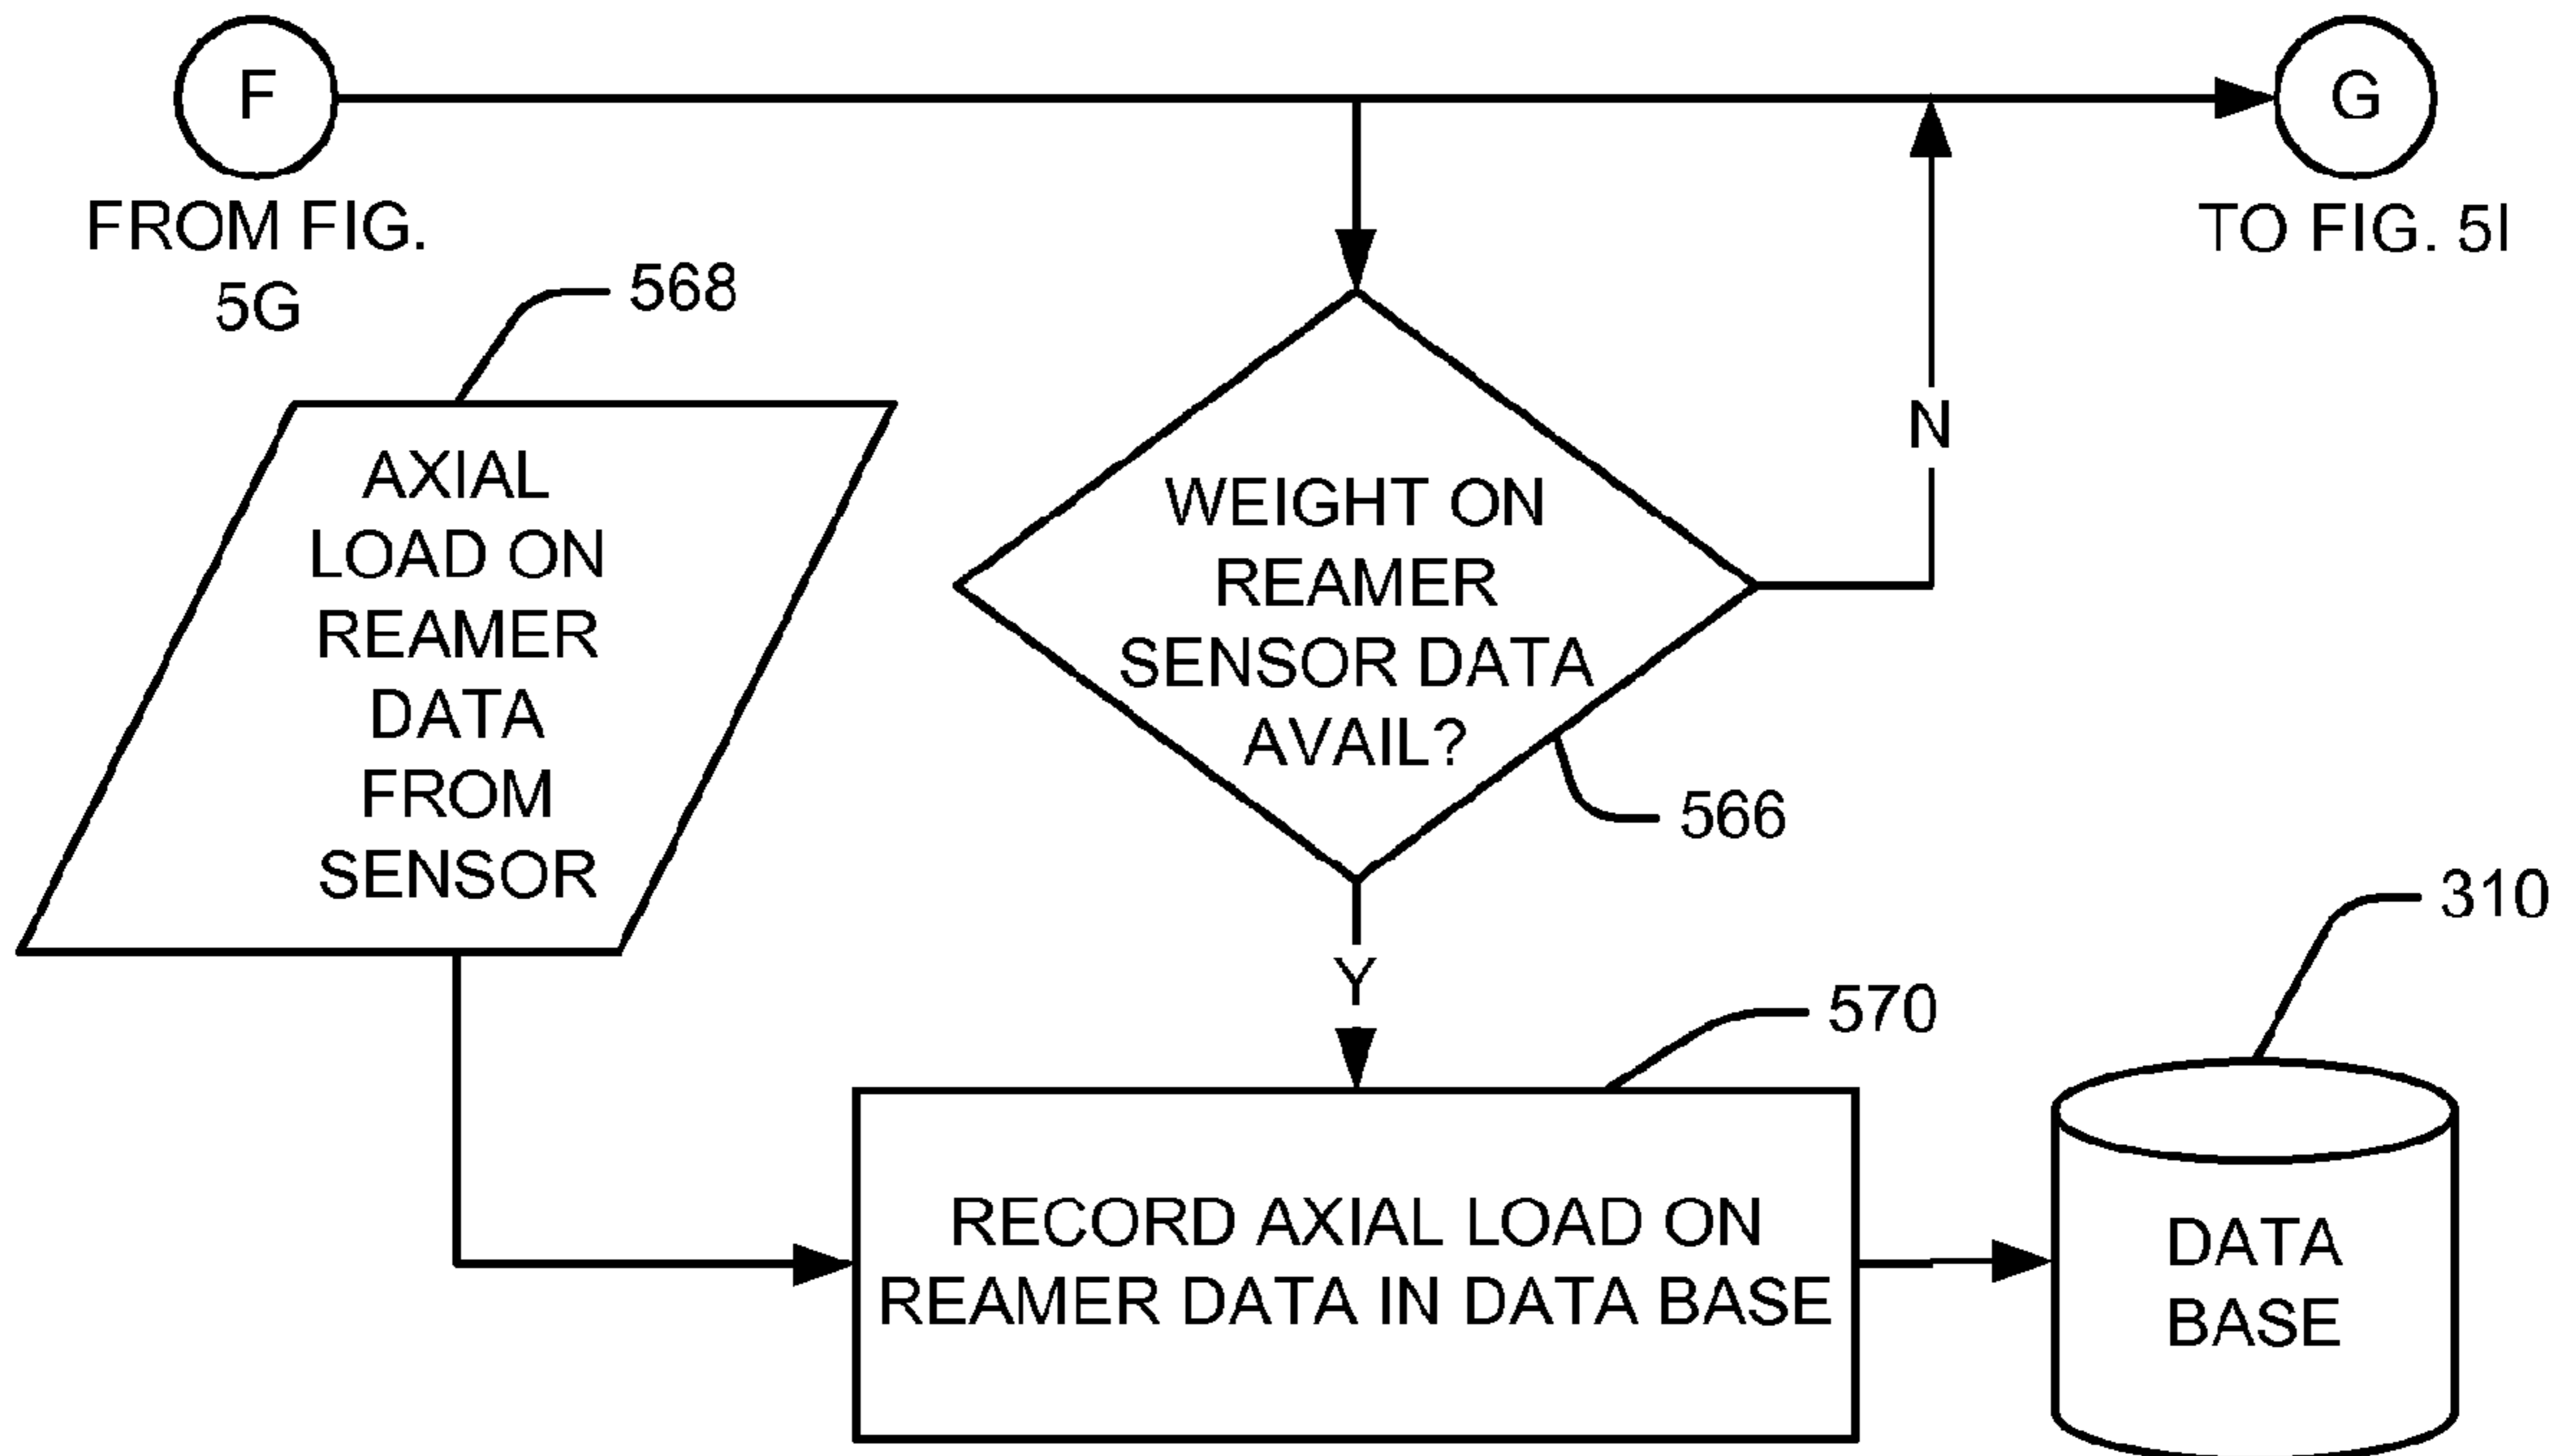 F
G
FROM FIG.
5G
TO FIG. 5I
568
AXIAL
LOAD ON
REAMER
DATA
FROM
SENSOR
WEIGHT ON
REAMER
SENSOR DATA
AVAIL?
N
566
Y
310
570
RECORD AXIAL LOAD ON
REAMER DATA IN DATA BASE
DATA
BASE